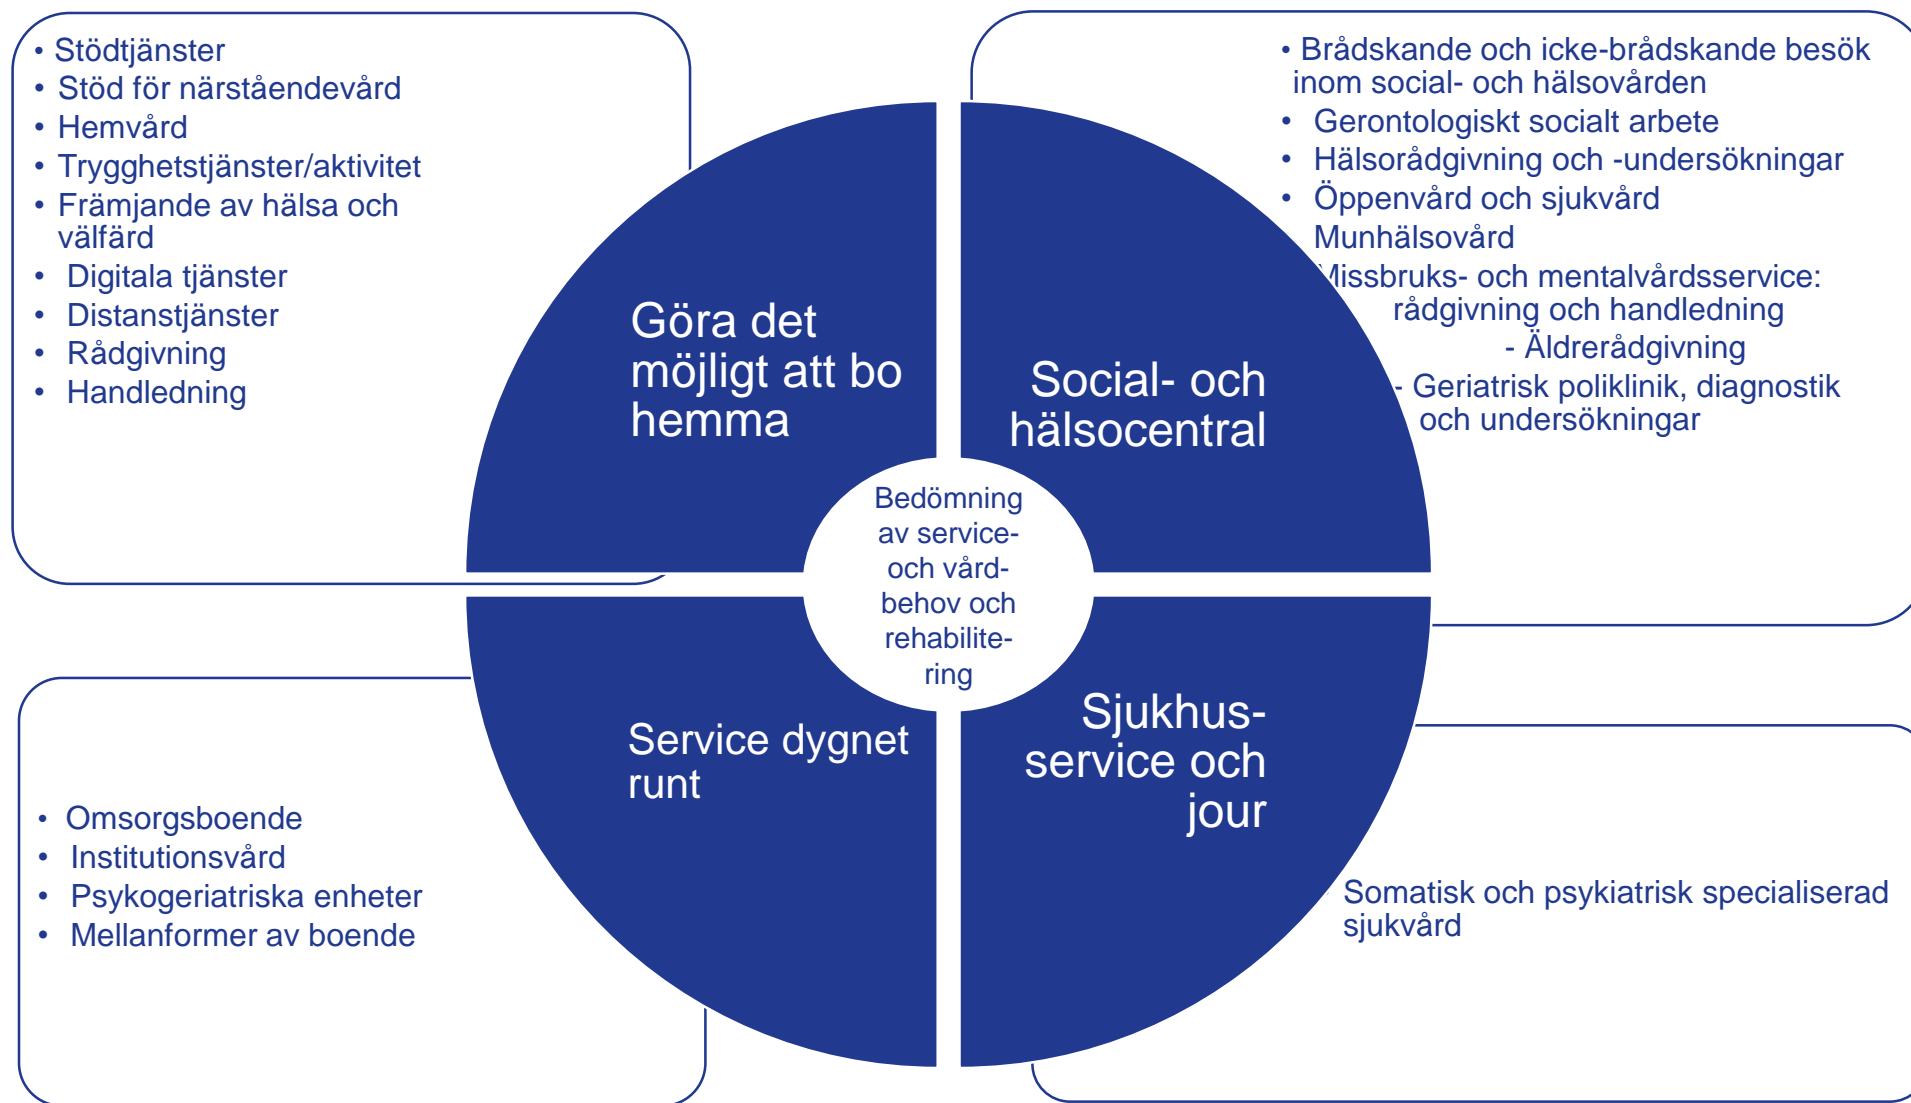 • Stödtjänster
• Stöd för närståendevård
• Hemvård
• Trygghetstjänster/aktivitet
• Främjande av hälsa och
välfärd
• Digitala tjänster
• Distanstjänster
• Rådgivning
• Handledning
• Brådskande och icke-brådskande besök
inom social- och hälsovården
• Gerontologiskt socialt arbete
• Hälsorådgivning och -undersökningar
• Öppenvård och sjukvård
Munhälsovård
Missbruks- och mentalvårdsservice:
rådgivning och handledning
- Äldrerådgivning
- Geriatrisk poliklinik, diagnostik
och undersökningar
Göra det
möjligt att bo
hemma
Social- och
hälsocentral
Bedömning
av service-
och vård-
behov och
rehabilite-
ring
Service dygnet
runt
Sjukhus-
service och
jour
• Omsorgsboende
• Institutionsvård
• Psykogeriatriska enheter
• Mellanformer av boende
Somatisk och psykiatrisk specialiserad
sjukvård